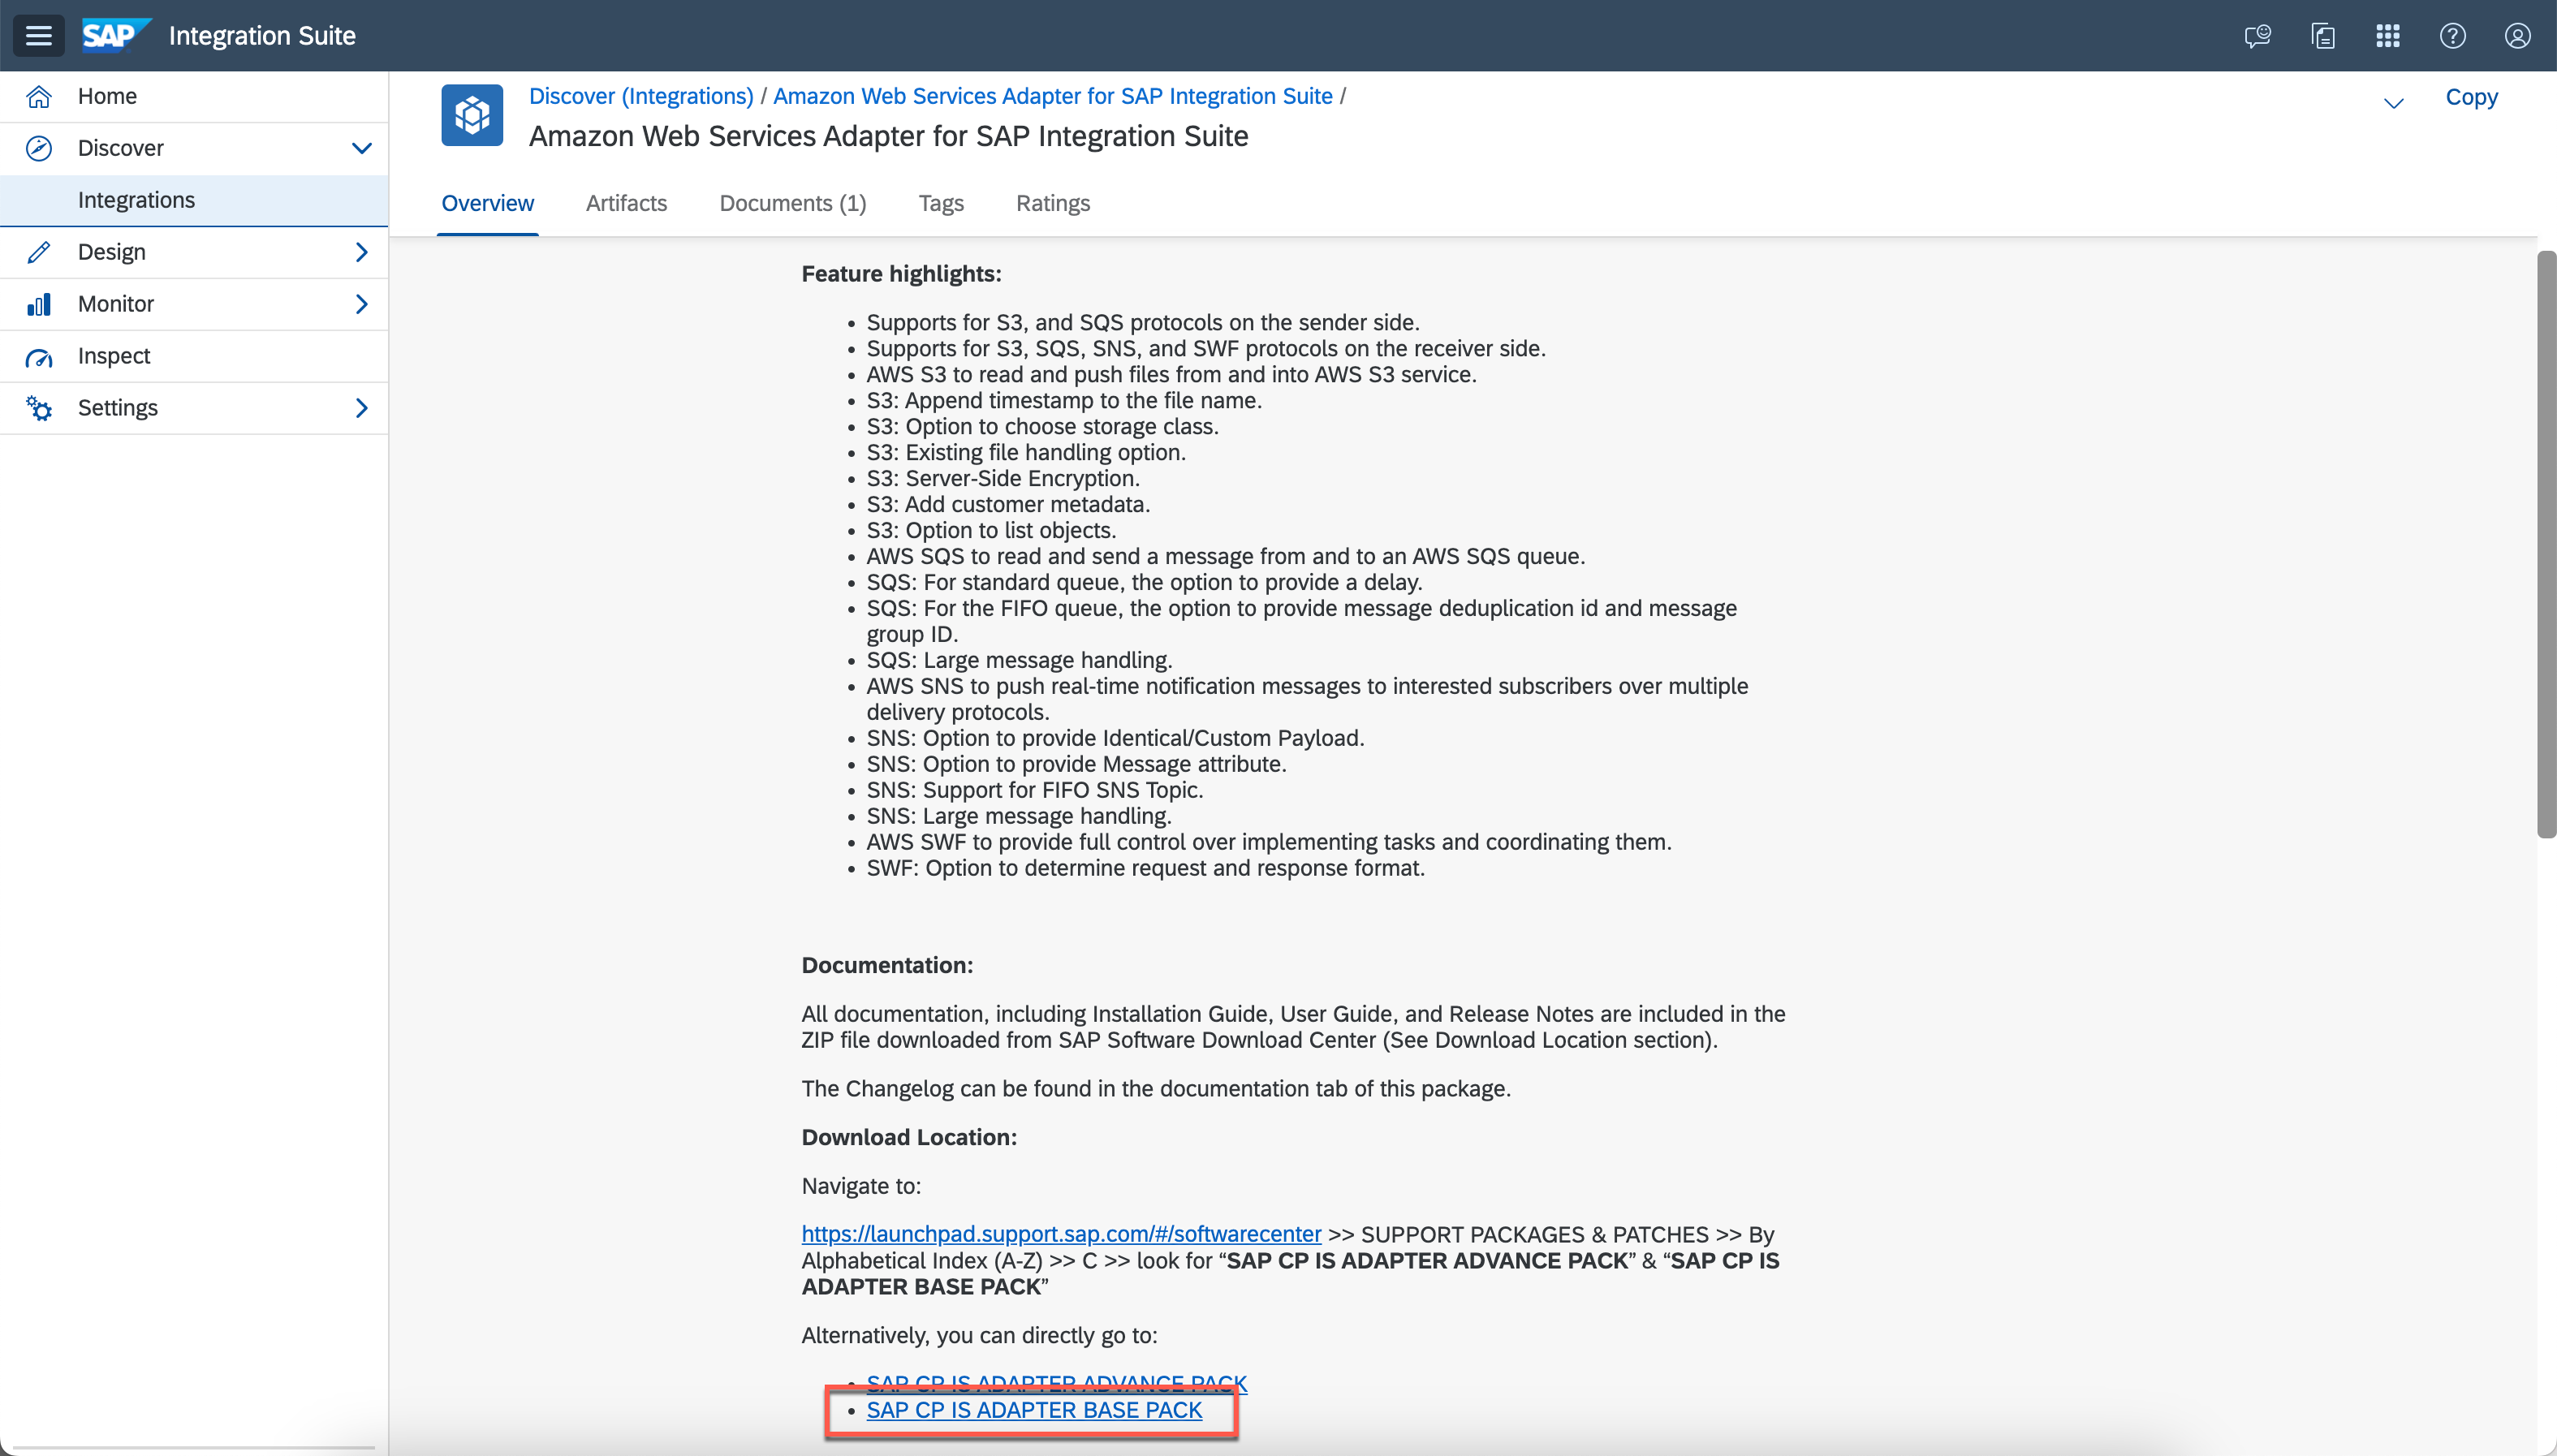 SAP Integration Suite
Home
Discover
Integrations
Design
Monitor
Inspect
Settings
Discover (Integrations) / Amazon Web Services Adapter for SAP Integration Suite /
Copy
Amazon Web Services Adapter for SAP Integration Suite
Overview Artifacts Documents (1) Tags Ratings
Feature highlights:
• Supports for S3, and SQS protocols on the sender side.
• Supports for S3, SQS, SNS, and SWF protocols on the receiver side.
• AWS S3 to read and push files from and into AWS S3 service.
• S3: Append timestamp to the file name.
• S3: Option to choose storage class.
• S3: Existing file handling option.
• S3: Server-Side Encryption.
• S3: Add customer metadata.
• S3: Option to list objects.
• AWS SQS to read and send a message from and to an AWS SQS queue.
• SQS: For standard queue, the option to provide a delay.
• SQS: For the FIFO queue, the option to provide message deduplication id and message
group ID.
• SQS: Large message handling.
• AWS SNS to push real-time notification messages to interested subscribers over multiple
delivery protocols.
• SNS: Option to provide Identical/Custom Payload.
• SNS: Option to provide Message attribute.
• SNS: Support for FIFO SNS Topic.
• SNS: Large message handling.
• AWS SWF to provide full control over implementing tasks and coordinating them.
• SWF: Option to determine request and response format.
Documentation:
All documentation, including Installation Guide, User Guide, and Release Notes are included in the
ZIP file downloaded from SAP Software Download Center (See Download Location section).
The Changelog can be found in the documentation tab of this package.
Download Location:
Navigate to:
https://launchpad.support.sap.com/#/softwarecenter >> SUPPORT PACKAGES & PATCHES >> By
Alphabetical Index (A-Z) >> C >> look for “SAP CP IS ADAPTER ADVANCE PACK” & “SAP CP IS
ADAPTER BASE PACK”
Alternatively, you can directly go to:
• SAP CP IS ADAPTER ADVANCE PACK
• SAP CP IS ADAPTER BASE PACK